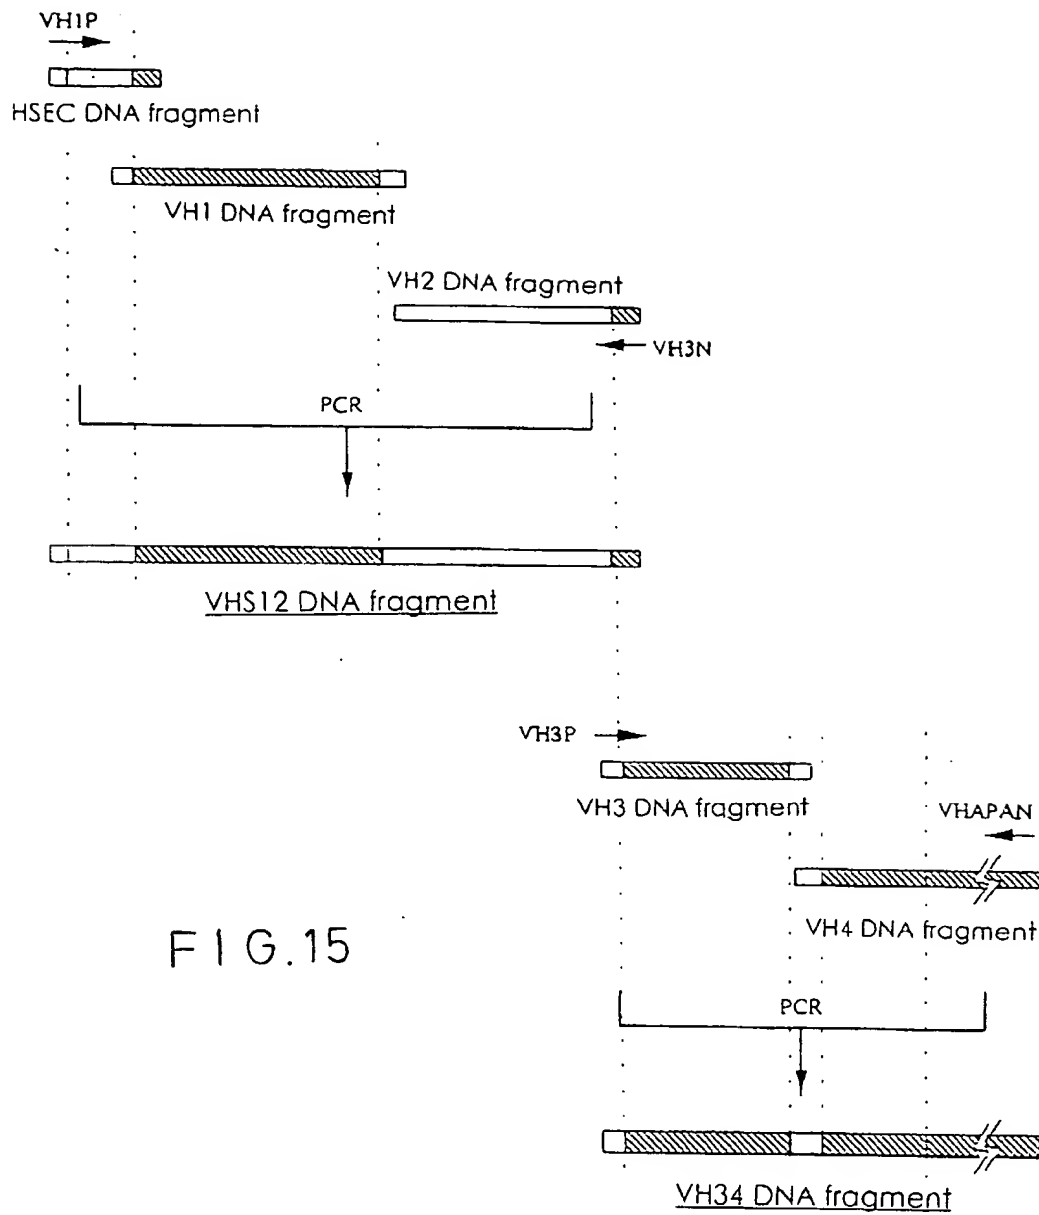 VH1P
HSEC DNA fragment
VH1 DNA fragment
VH2 DNA fragment
VH3N
PCR
VHS12 DNA fragment
VH3P
VH3 DNA fragment
VHAPAN
VH4 DNA fragment
FIG.15
PCR
VH34 DNA fragment